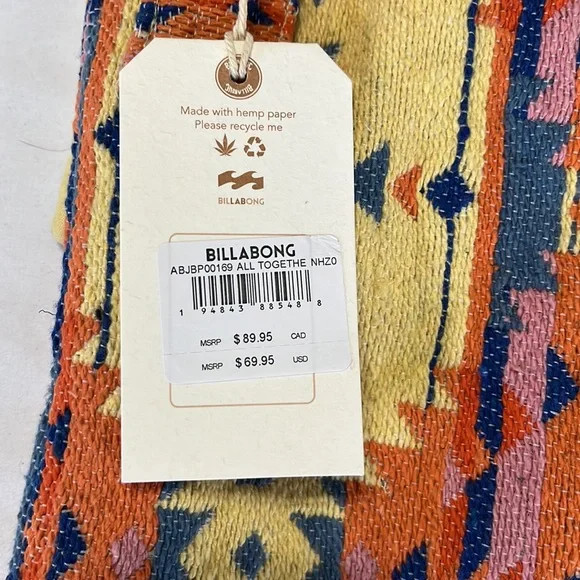 BILLABONG
Made with hemp paper
Please recycle me
BILLABONG
BILLABONG
ABJBP00169 ALL TOGETHE NHZ0
1 94843 88548 8
MSRP $89.95 CAD
MSRP $69.95 USD